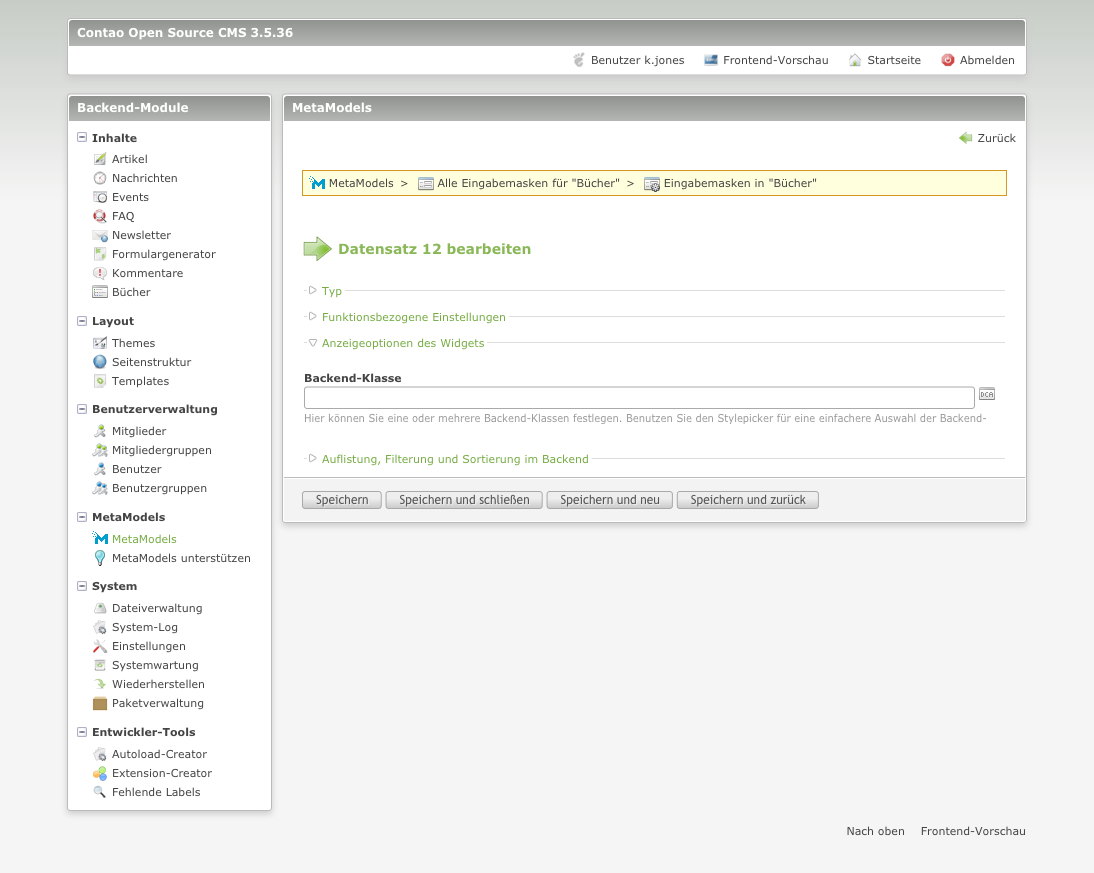 Contao Open Source CMS 3.5.36
Benutzer k.jones Frontend-Vorschau Startseite Abmelden
Backend-Module
Inhalte
Artikel
Nachrichten
Events
FAQ
Newsletter
Formulargenerator
Kommentare
Bücher
Layout
Themes
Seitenstruktur
Templates
Benutzerverwaltung
Mitglieder
Mitgliedergruppen
Benutzer
Benutzergruppen
MetaModels
MetaModels
MetaModels unterstützen
System
Dateiverwaltung
System-Log
Einstellungen
Systemwartung
Wiederherstellen
Paketverwaltung
Entwickler-Tools
Autoload-Creator
Extension-Creator
Fehlende Labels
MetaModels
Zurück
MetaModels > Alle Eingabemasken für "Bücher" > Eingabemasken in "Bücher"
Datensatz 12 bearbeiten
Typ
Funktionsbezogene Einstellungen
Anzeigeoptionen des Widgets
Backend-Klasse
DCA
Hier können Sie eine oder mehrere Backend-Klassen festlegen. Benutzen Sie den Stylepicker für eine einfachere Auswahl der Backend-
Auflistung, Filterung und Sortierung im Backend
Speichern Speichern und schließen Speichern und neu Speichern und zurück
Nach oben Frontend-Vorschau